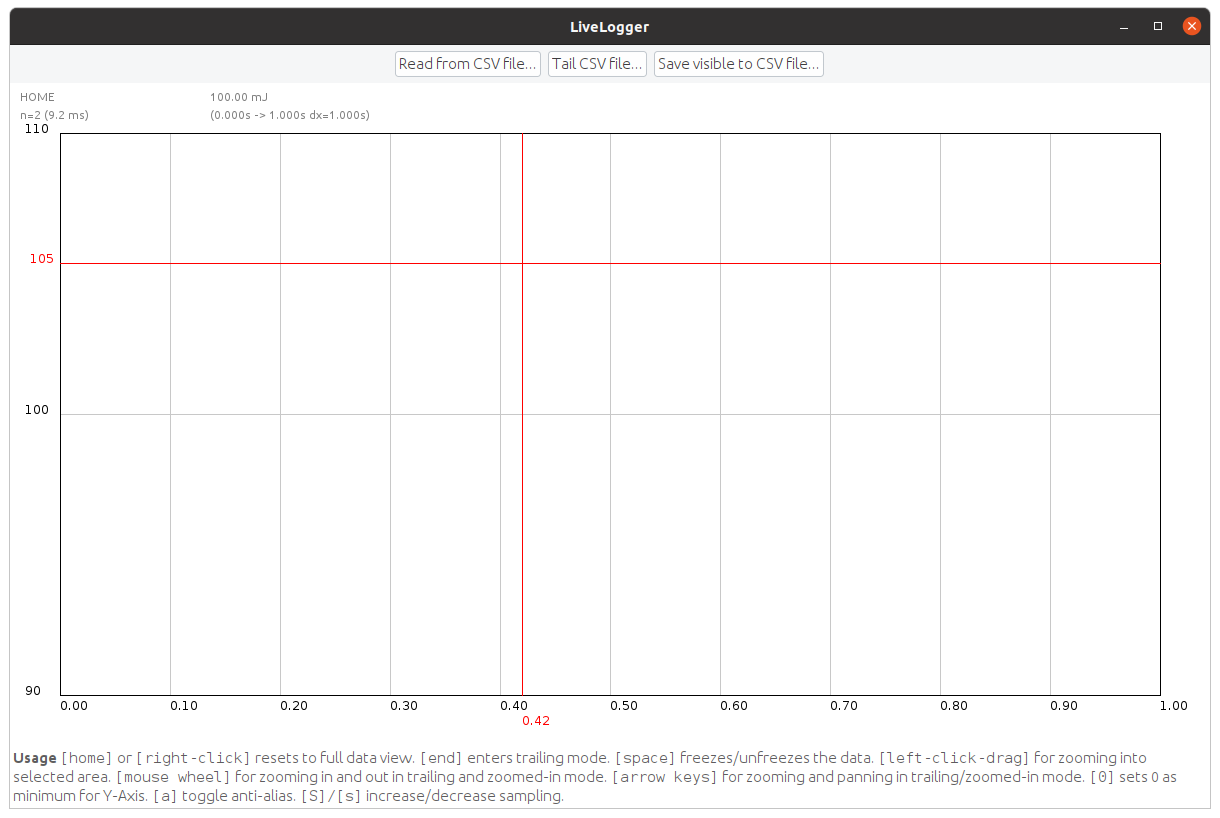 LiveLogger
Read from CSV file... Tail CSV file... Save visible to CSV file...
HOME 100.00 mJ
n=2 (9.2 ms) (0.000s -> 1.000s dx=1.000s)
110
105
100
90
0.00 0.10 0.20 0.30 0.40 0.50 0.60 0.70 0.80 0.90 1.00
0.42
Usage [home] or [right-click] resets to full data view. [end] enters trailing mode. [space] freezes/unfreezes the data. [left-click-drag] for zooming into
selected area. [mouse wheel] for zooming in and out in trailing and zoomed-in mode. [arrow keys] for zooming and panning in trailing/zoomed-in mode. [0] sets 0 as
minimum for Y-Axis. [a] toggle anti-alias. [S]/[s] increase/decrease sampling.